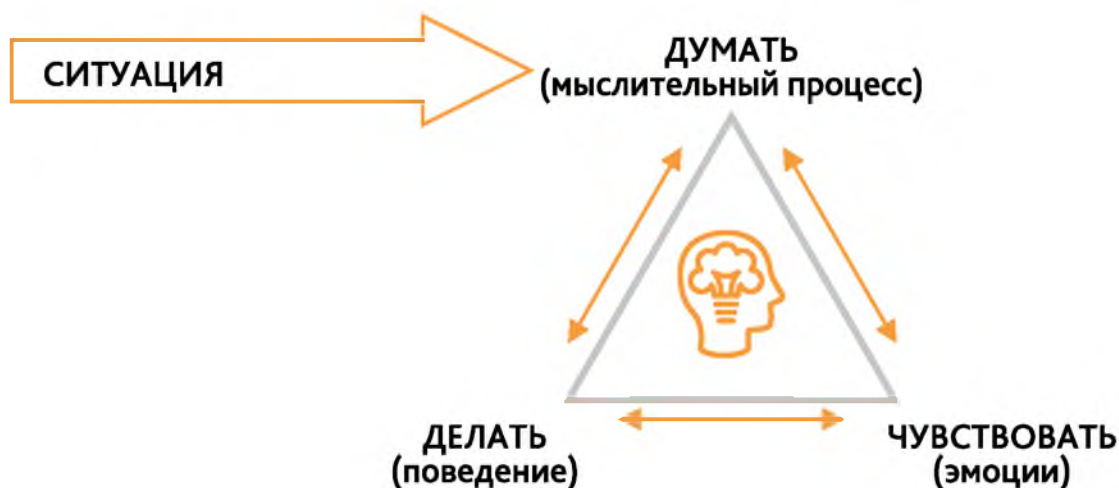 СИТУАЦИЯ
ДУМАТЬ
(мыслительный процесс)
ДЕЛАТЬ
(поведение)
ЧУВСТВОВАТЬ
(эмоции)